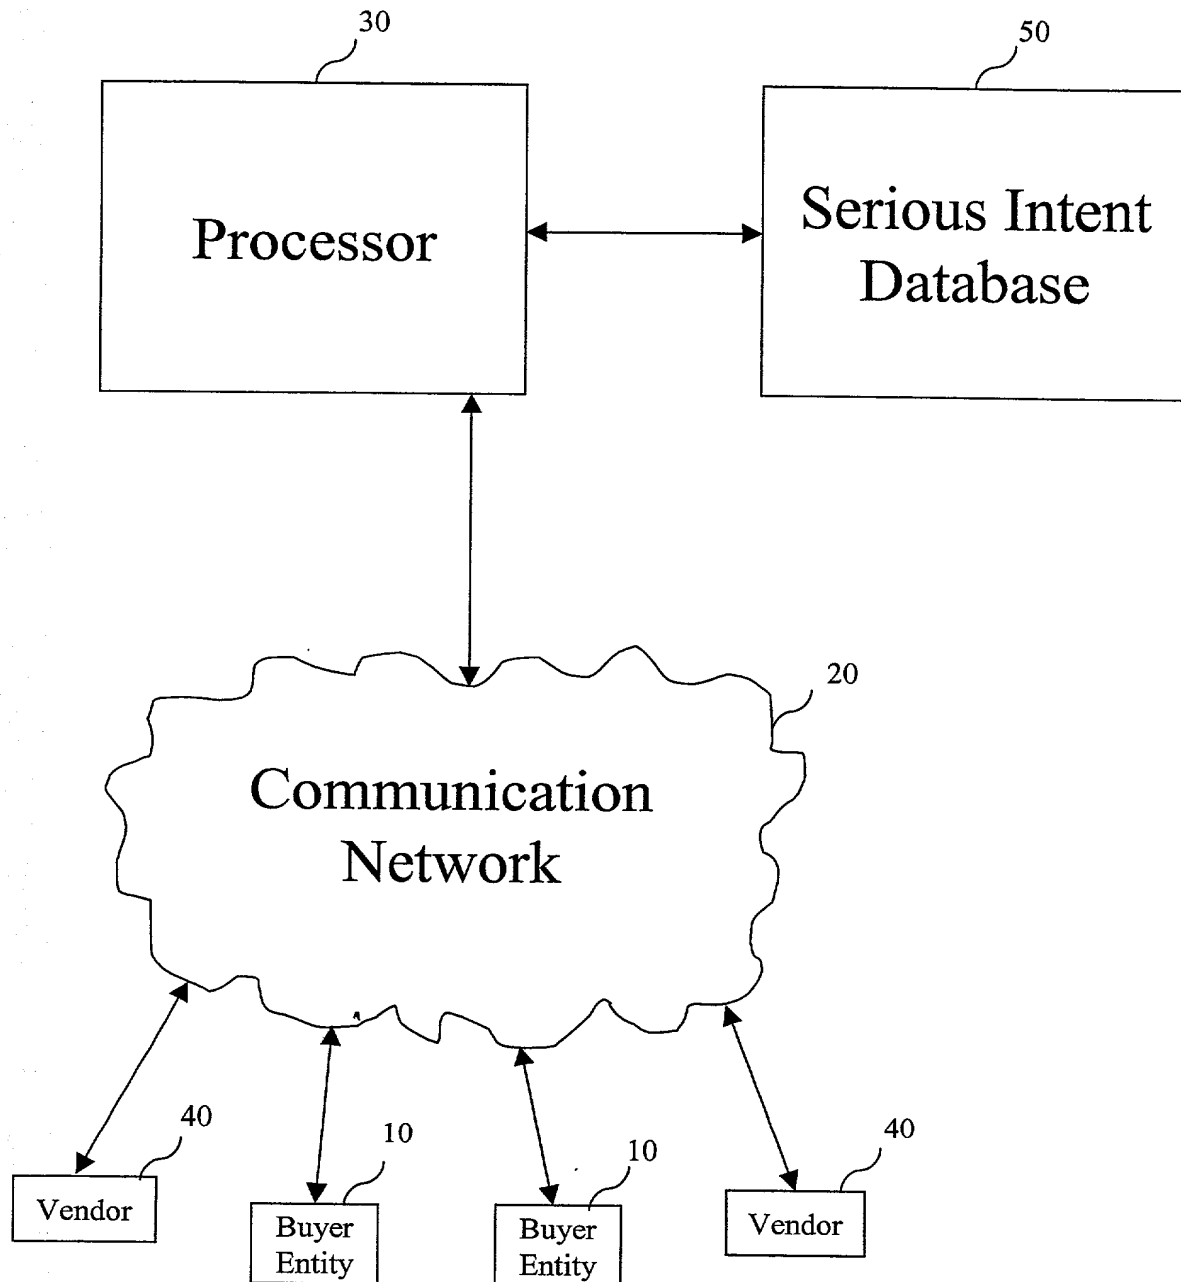 30
50
Processor
Serious Intent
Database
20
Communication
Network
40
10
10
40
Vendor
Buyer
Entity
Buyer
Entity
Vendor